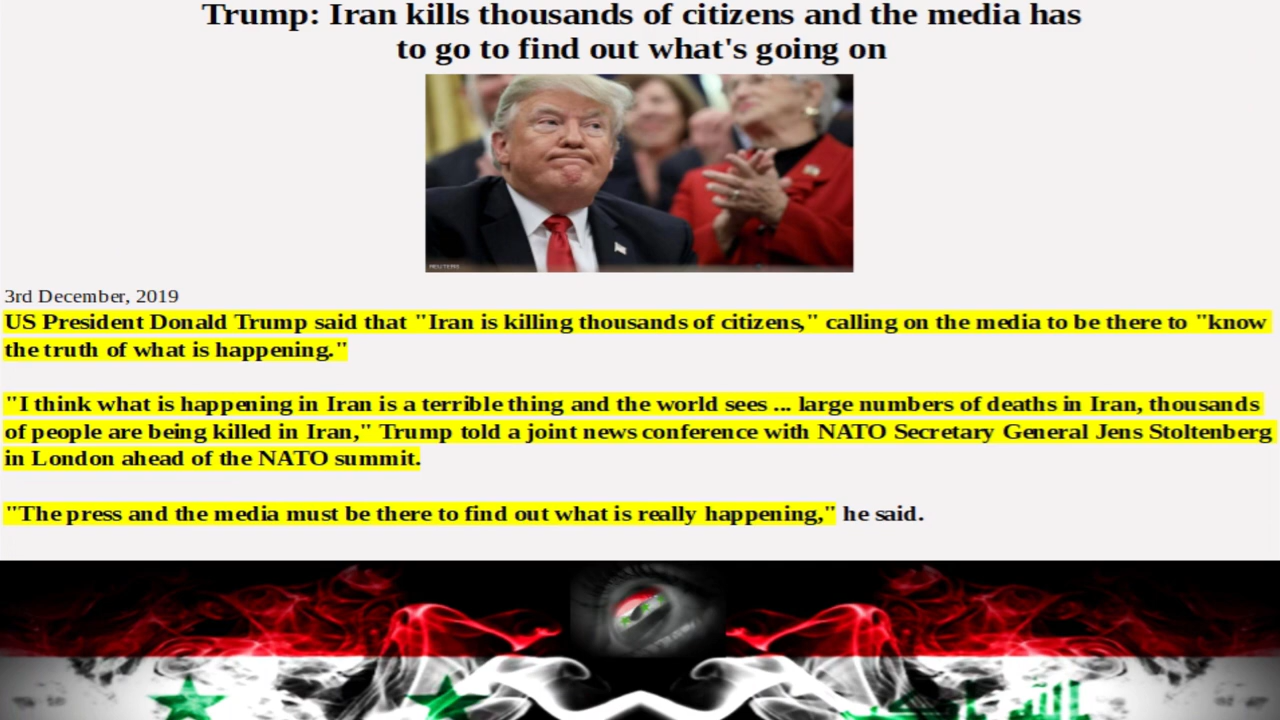 Trump: Iran kills thousands of citizens and the media has
to go to find out what's going on
REUTERS
3rd December, 2019
US President Donald Trump said that "Iran is killing thousands of citizens," calling on the media to be there to "know
the truth of what is happening."
"I think what is happening in Iran is a terrible thing and the world sees ... large numbers of deaths in Iran, thousands
of people are being killed in Iran," Trump told a joint news conference with NATO Secretary General Jens Stoltenberg
in London ahead of the NATO summit.
"The press and the media must be there to find out what is really happening," he said.